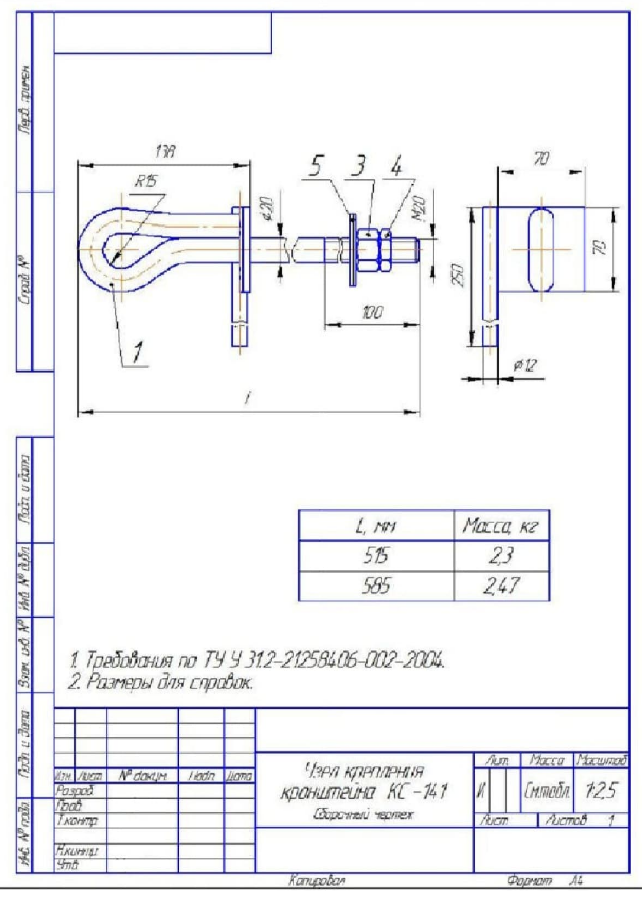 Перв. примен.
Справ. №
Подп. и дата
Инв. № дубл.
Взам. инв. №
Подп. и дата
Инв. № подл.
138
R15
5 3 4
70
ϕ20
M20
250
70
100
1
ϕ12
L, мм Масса, кг
515 2,3
585 2,47
1. Требования по ТУ У 31.2-21258406-002-2004.
2. Размеры для справок.
Изм. Лист № докум. Подп. Дата
Разраб.
Пров.
Т.контр.
Н.контр.
Утв.
Узел крепления
кронштейна КС-141
Сборочный чертеж
Лит. Масса Масштаб
И См.табл. 1:2,5
Лист Листов 1
Копировал Формат А4